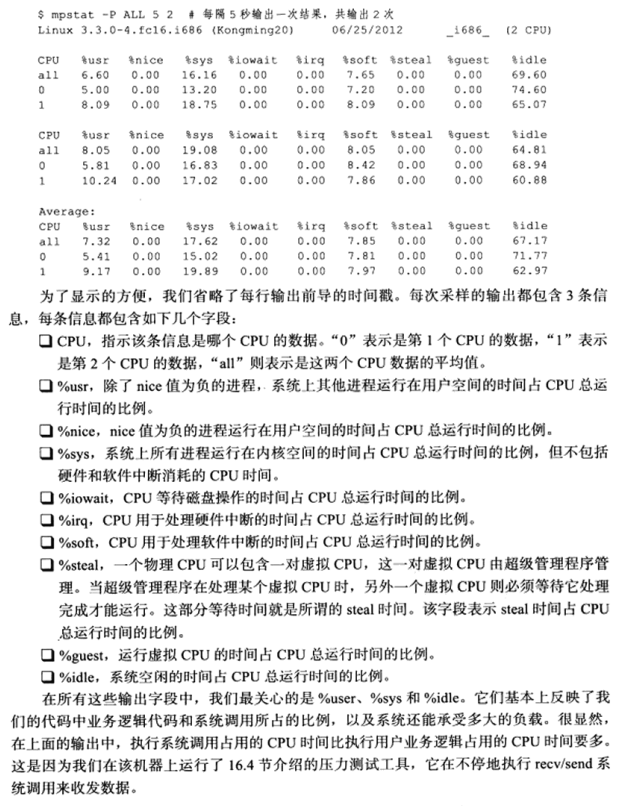 $ mpstat -P ALL 5 2 # 每隔5秒输出一次结果，共输出2次
Linux 3.3.0-4.fc16.i686 (Kongming20) 06/25/2012 _i686_ (2 CPU)
CPU %usr %nice %sys %iowait %irq %soft %steal %guest %idle
all 6.60 0.00 16.16 0.00 0.00 7.65 0.00 0.00 69.60
0 5.00 0.00 13.20 0.00 0.00 7.20 0.00 0.00 74.60
1 8.09 0.00 18.75 0.00 0.00 8.09 0.00 0.00 65.07
CPU %usr %nice %sys %iowait %irq %soft %steal %guest %idle
all 8.05 0.00 19.08 0.00 0.00 8.05 0.00 0.00 64.81
0 5.81 0.00 16.83 0.00 0.00 8.42 0.00 0.00 68.94
1 10.24 0.00 17.02 0.00 0.00 7.86 0.00 0.00 60.88
Average:
CPU %usr %nice %sys %iowait %irq %soft %steal %guest %idle
all 7.32 0.00 17.62 0.00 0.00 7.85 0.00 0.00 67.17
0 5.41 0.00 15.02 0.00 0.00 7.81 0.00 0.00 71.77
1 9.17 0.00 19.89 0.00 0.00 7.97 0.00 0.00 62.97
为了显示的方便，我们省略了每行输出前导的时间戳。每次采样的输出都包含3条信
息，每条信息都包含如下几个字段：
❑ CPU，指示该条信息是哪个CPU的数据。“0”表示是第1个CPU的数据，“1”表示
是第2个CPU的数据，“all”则表示是这两个CPU数据的平均值。
❑ %usr，除了nice值为负的进程，系统上其他进程运行在用户空间的时间占CPU总运
行时间的比例。
❑ %nice，nice值为负的进程运行在用户空间的时间占CPU总运行时间的比例。
❑ %sys，系统上所有进程运行在内核空间的时间占CPU总运行时间的比例，但不包括
硬件和软件中断消耗的CPU时间。
❑ %iowait，CPU等待磁盘操作的时间占CPU总运行时间的比例。
❑ %irq，CPU用于处理硬件中断的时间占CPU总运行时间的比例。
❑ %soft，CPU用于处理软件中断的时间占CPU总运行时间的比例。
❑ %steal，一个物理CPU可以包含一对虚拟CPU，这一对虚拟CPU由超级管理程序管
理。当超级管理程序在处理某个虚拟CPU时，另外一个虚拟CPU则必须等待它处理
完成才能运行。这部分等待时间就是所谓的steal时间。该字段表示steal时间占CPU
总运行时间的比例。
❑ %guest，运行虚拟CPU的时间占CPU总运行时间的比例。
❑ %idle，系统空闲的时间占CPU总运行时间的比例。
在所有这些输出字段中，我们最关心的是%user、%sys和%idle。它们基本上反映了我
们的代码中业务逻辑代码和系统调用所占的比例，以及系统还能承受多大的负载。很显然，
在上面的输出中，执行系统调用占用的CPU时间比执行用户业务逻辑占用的CPU时间要多。
这是因为我们在该机器上运行了16.4节介绍的压力测试工具，它在不停地执行recv/send系
统调用来收发数据。